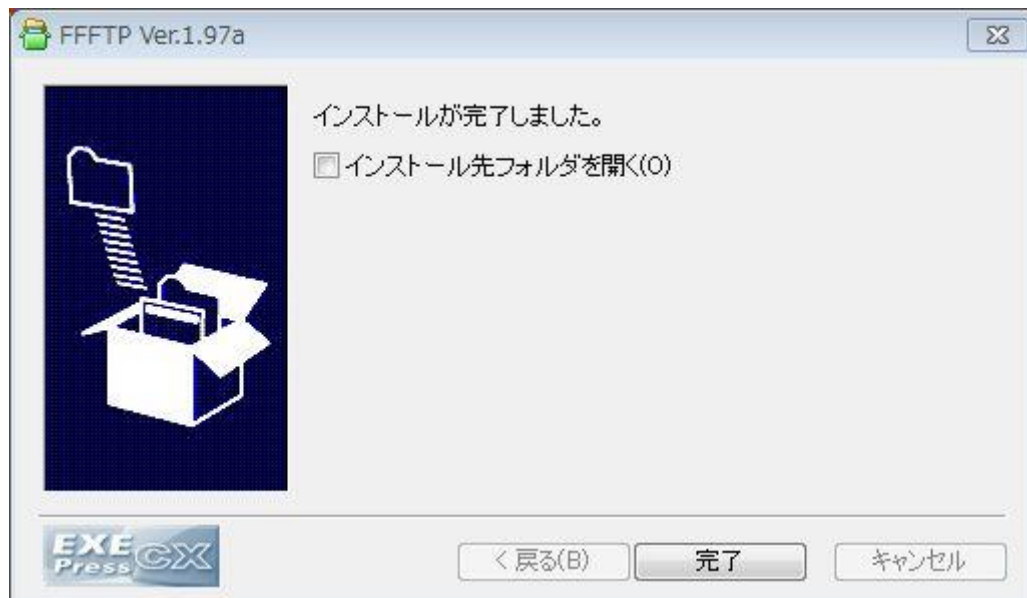 FFFTP Ver.1.97a
インストールが完了しました。
インストール先フォルダを開く(O)
EXE
Press CX
< 戻る(B)
完了
キャンセル